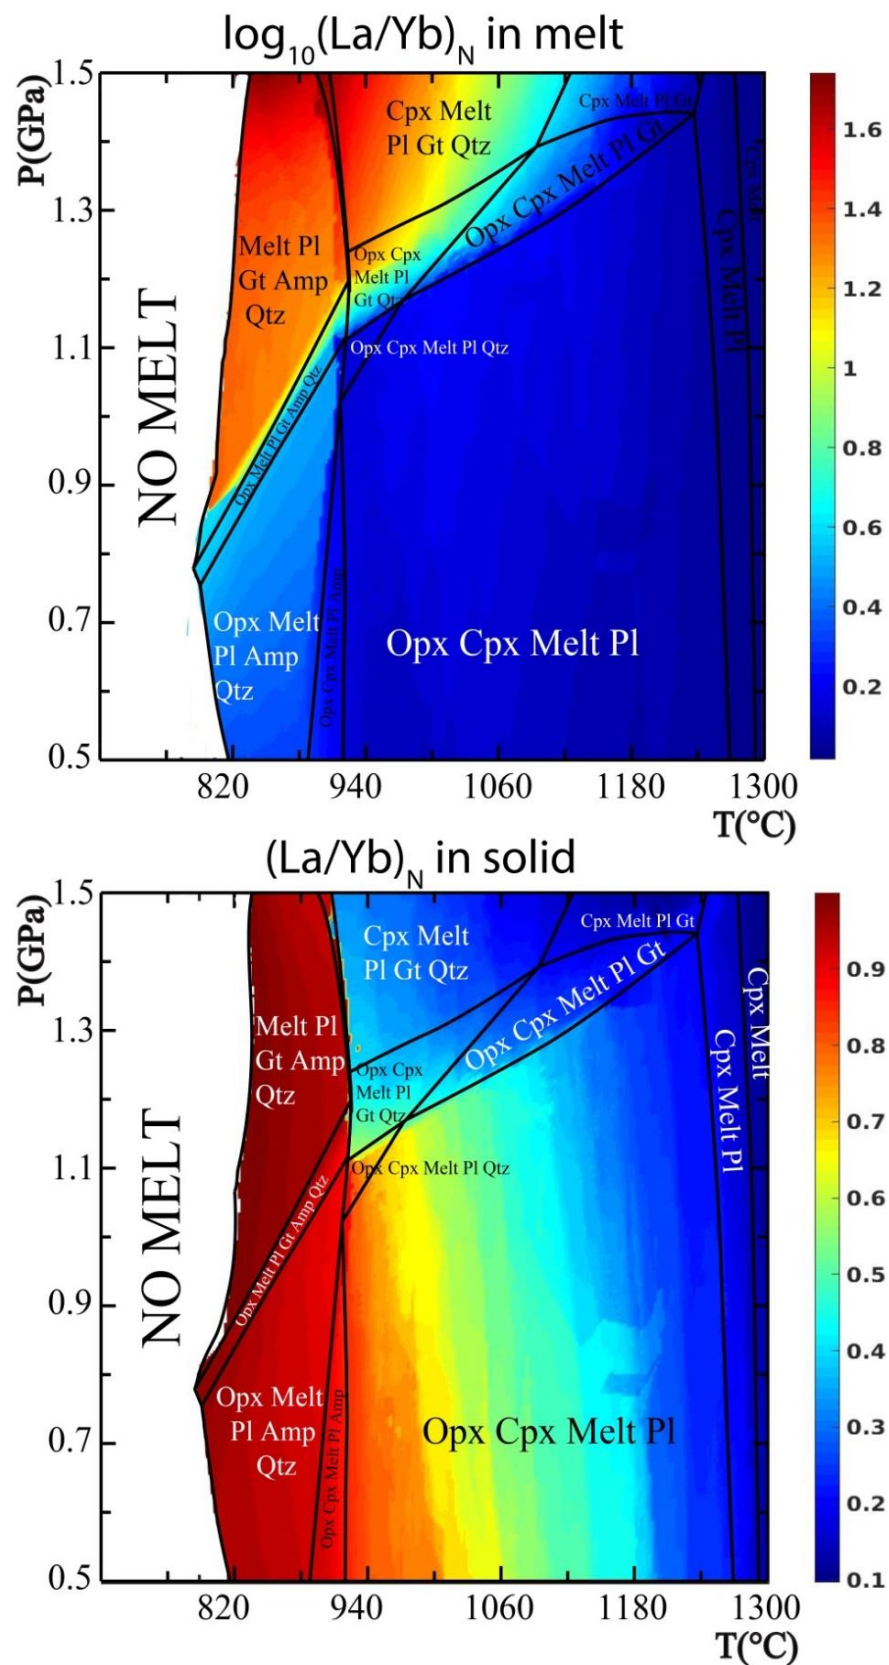 log10(La/Yb)N in melt
P(GPa)
1.5
1.3
1.1
0.9
0.7
0.5
NO MELT
Cpx Melt
Pl Gt Qtz
Cpx Melt Pl Gt
Opx Cpx Melt Pl Gt
Melt Pl
Gt Amp
Qtz
Opx Cpx
Melt Pl
Gt Qtz
Opx Cpx Melt Pl Qtz
Opx Melt Pl Gt Amp Qtz
Opx Melt
Pl Amp
Qtz
Opx Cpx Melt Pl Amp
Opx Cpx Melt Pl
Cpx Melt Pl
Cpx Melt
820
940
1060
1180
1300
T(°C)
1.6
1.4
1.2
1
0.8
0.6
0.4
0.2
(La/Yb)N in solid
P(GPa)
1.5
1.3
1.1
0.9
0.7
0.5
NO MELT
Cpx Melt
Pl Gt Qtz
Cpx Melt Pl Gt
Opx Cpx Melt Pl Gt
Melt Pl
Gt Amp
Qtz
Opx Cpx
Melt Pl
Gt Qtz
Opx Cpx Melt Pl Qtz
Opx Melt Pl Gt Amp Qtz
Opx Melt
Pl Amp
Qtz
Opx Cpx Melt Pl Amp
Opx Cpx Melt Pl
Cpx Melt Pl
Cpx Melt
820
940
1060
1180
1300
T(°C)
0.9
0.8
0.7
0.6
0.5
0.4
0.3
0.2
0.1